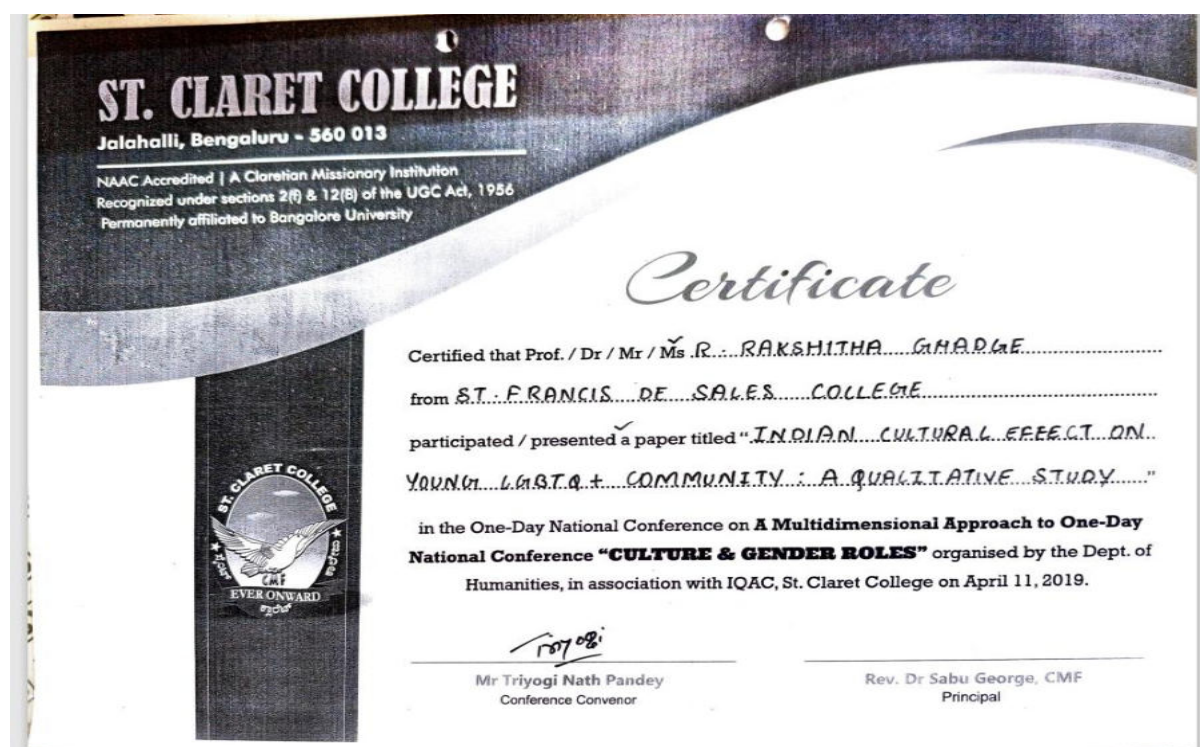 ST. CLARET COLLEGE
Jalahalli, Bengaluru - 560 013
NAAC Accredited | A Claretian Missionary Institution
Recognized under sections 2(f) & 12(B) of the UGC Act, 1956
Permanently affiliated to Bangalore University
Certificate
Certified that Prof. / Dr / Mr / Ms R. RAKSHITHA GHADGE
from ST. FRANCIS DE SALES COLLEGE
participated / presented a paper titled "INDIAN CULTURAL EFFECT ON
YOUNG LGBTQ + COMMUNITY : A QUALITATIVE STUDY"
in the One-Day National Conference on A Multidimensional Approach to One-Day
National Conference "CULTURE & GENDER ROLES" organised by the Dept. of
Humanities, in association with IQAC, St. Claret College on April 11, 2019.
ST. CLARET COLLEGE
CMF
EVER ONWARD
Triyogi
Mr Triyogi Nath Pandey
Conference Convenor
Rev. Dr Sabu George, CMF
Principal